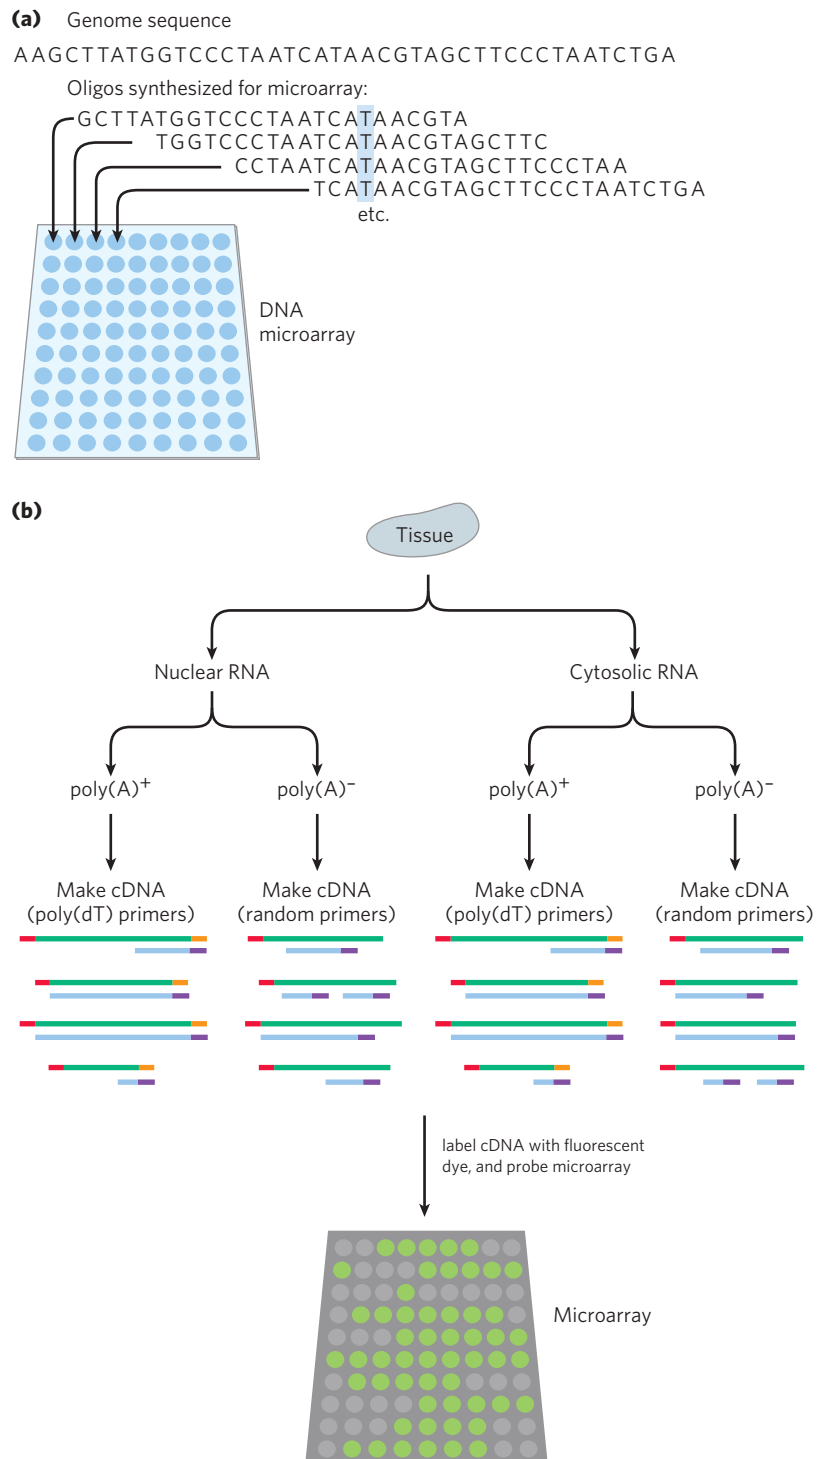 (a) Genome sequence
AAGCTTATGGTCCCTAATCATAACGTAGCTTCCCTAATCTGA
Oligos synthesized for microarray:
GCTTATGGTCCCTAATCATAACGTA
TGGTCCCTAATCATAACGTAGCTTC
CCTAATCATAACGTAGCTTCCCTAA
TCATAACGTAGCTTCCCTAATCTGA
etc.
DNA
microarray
(b)
Tissue
Nuclear RNA Cytosolic RNA
poly(A)+ poly(A)− poly(A)+ poly(A)−
Make cDNA Make cDNA Make cDNA Make cDNA
(poly(dT) primers) (random primers) (poly(dT) primers) (random primers)
label cDNA with fluorescent
dye, and probe microarray
Microarray